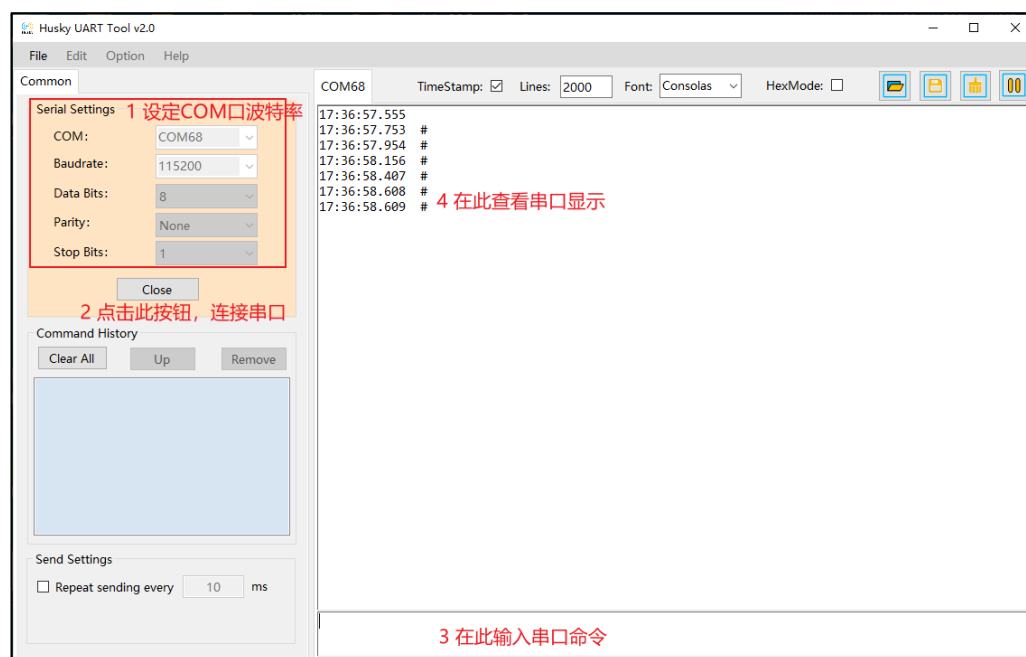 Husky UART Tool v2.0
File Edit Option Help
Common
Serial Settings
1 设定COM口波特率
COM: COM68
Baudrate: 115200
Data Bits: 8
Parity: None
Stop Bits: 1
Close
2 点击此按钮，连接串口
Command History
Clear All Up Remove
Send Settings
Repeat sending every 10 ms
COM68 TimeStamp: Lines: 2000 Font: Consolas HexMode:
17:36:57.555
17:36:57.753 #
17:36:57.954 #
17:36:58.156 #
17:36:58.407 #
17:36:58.608 #
17:36:58.609 #
4 在此查看串口显示
3 在此输入串口命令